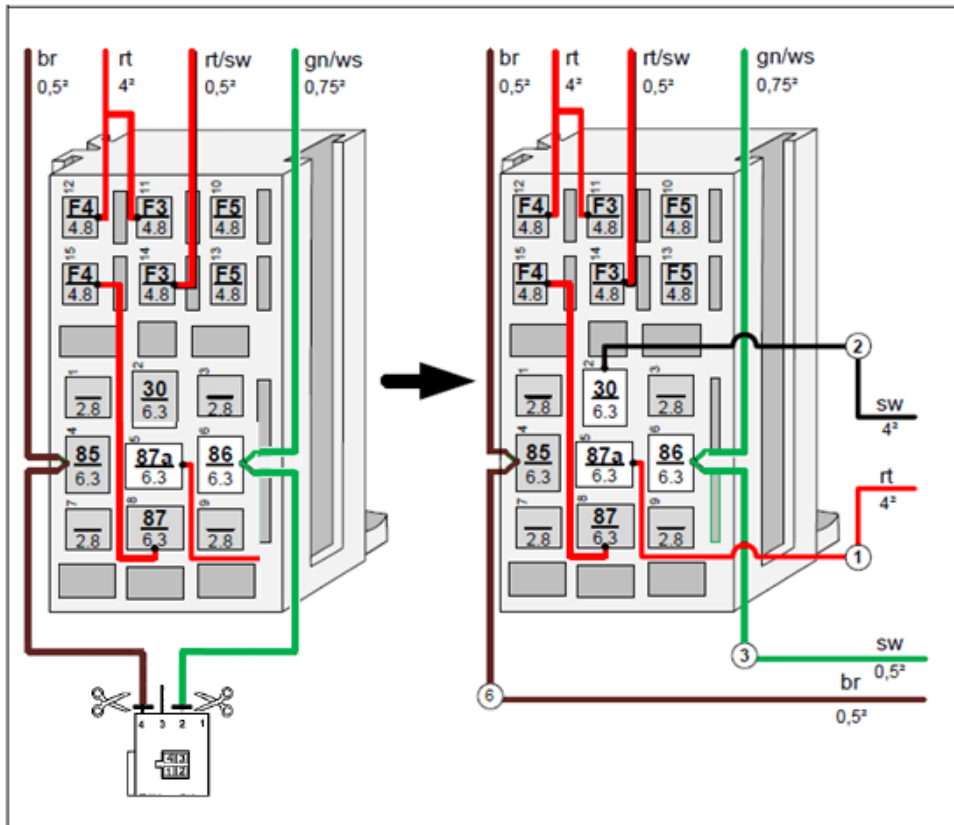 br rt rt/sw gn/ws
0,5² 4² 0,5² 0,75²
12 11 10
F4 F3 F5
4.8 4.8 4.8
15 14 13
F4 F3 F5
4.8 4.8 4.8
1 2 3
30
2.8 6.3 2.8
4 5 6
85 87a 86
6.3 6.3 6.3
7 8 9
87
2.8 6.3 2.8
4 3 2 1
4 3
1 2
br rt rt/sw gn/ws
0,5² 4² 0,5² 0,75²
12 11 10
F4 F3 F5
4.8 4.8 4.8
15 14 13
F4 F3 F5
4.8 4.8 4.8
2
1 2 3
30
2.8 6.3 2.8
sw
4²
4 5 6
85 87a 86
6.3 6.3 6.3
rt
4²
7 8 9
87
2.8 6.3 2.8
1
3
sw
0,5²
6
br
0,5²